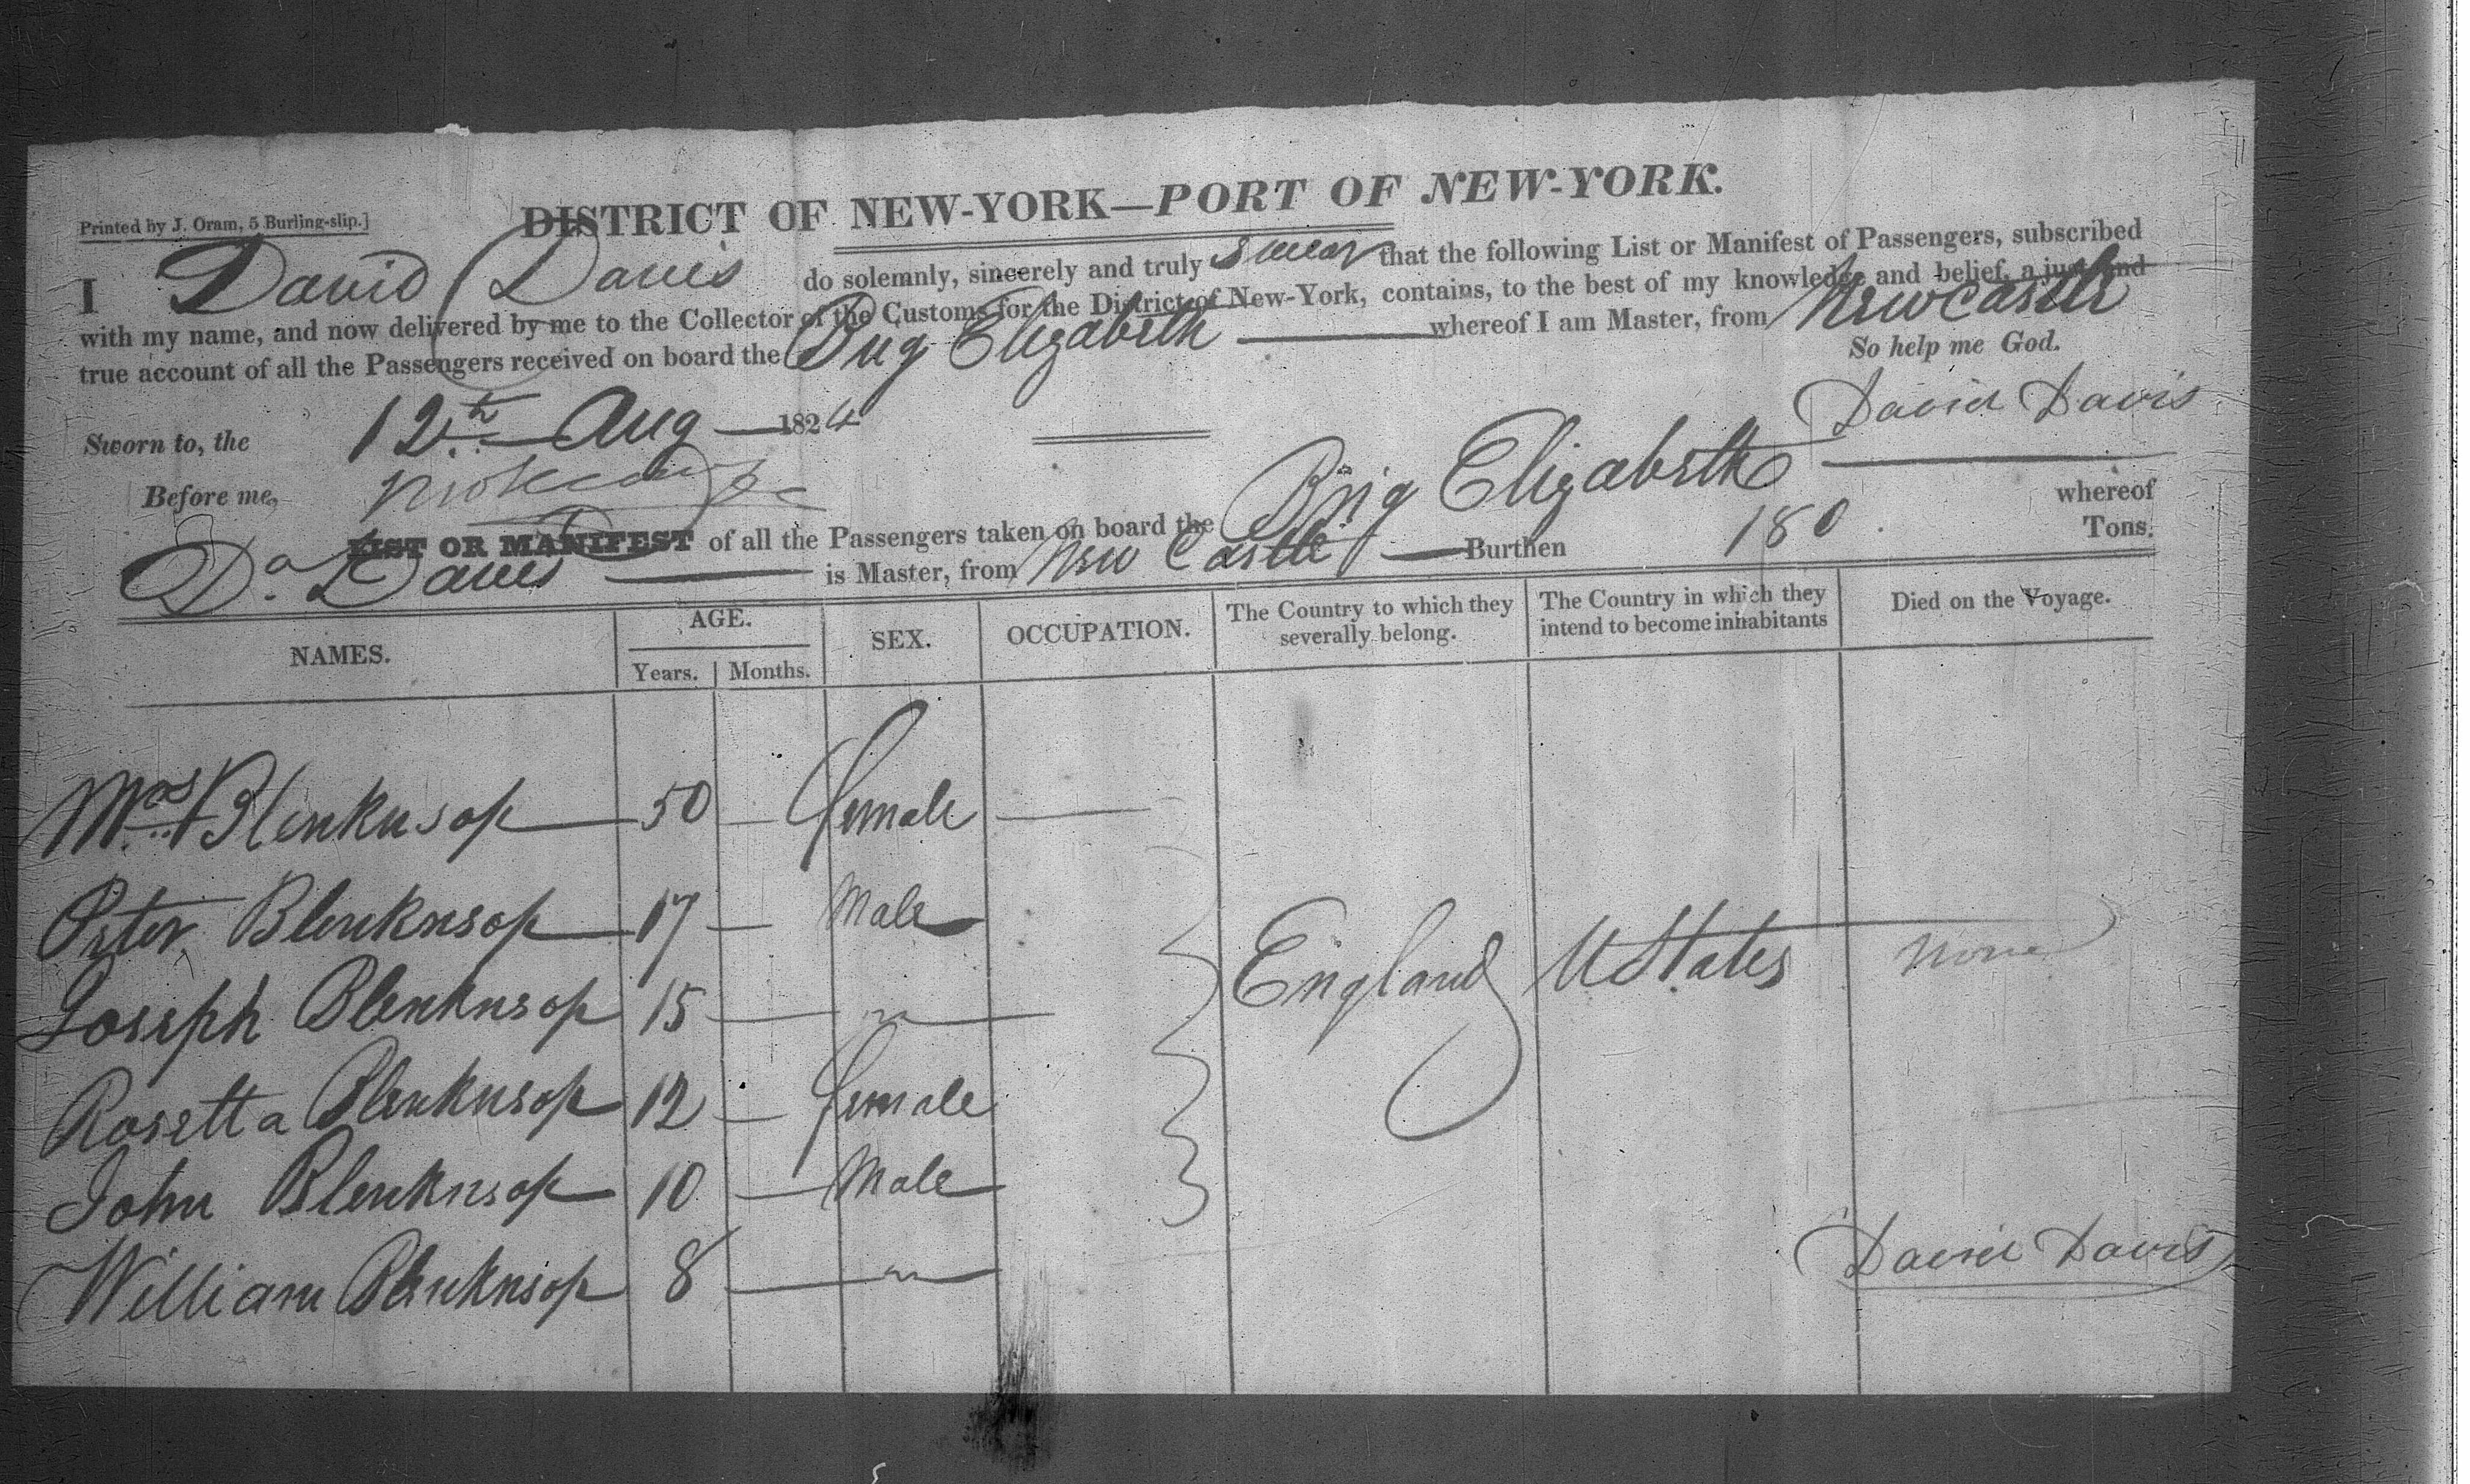 DISTRICT OF NEW-YORK—PORT OF NEW-YORK.
Printed by J. Oram, 5 Burling-slip.]
I David Davis do solemnly, sincerely and truly swear that the following List or Manifest of Passengers, subscribed
with my name, and now delivered by me to the Collector of the Customs for the District of New-York, contains, to the best of my knowledge and belief, a just and
true account of all the Passengers received on board the Brig Elizabeth whereof I am Master, from Newcastle
So help me God.
Sworn to, the 12th Aug 1824
David Davis
Before me,
LIST OR MANIFEST of all the Passengers taken on board the Brig Elizabeth whereof
Da. Davis is Master, from New Castle Burthen 180 Tons.
NAMES. AGE. Years. Months. SEX. OCCUPATION. The Country to which they severally belong. The Country in which they intend to become inhabitants Died on the Voyage.
Mrs Blenknsop 50 — female —
Peter Blenknsop 17 — Male
Joseph Blenknsop 15 — " —
England U States None
Rosetta Blenknsop 12 — female
John Blenknsop 10 — Male
William Blenknsop 8 — " —
David Davis